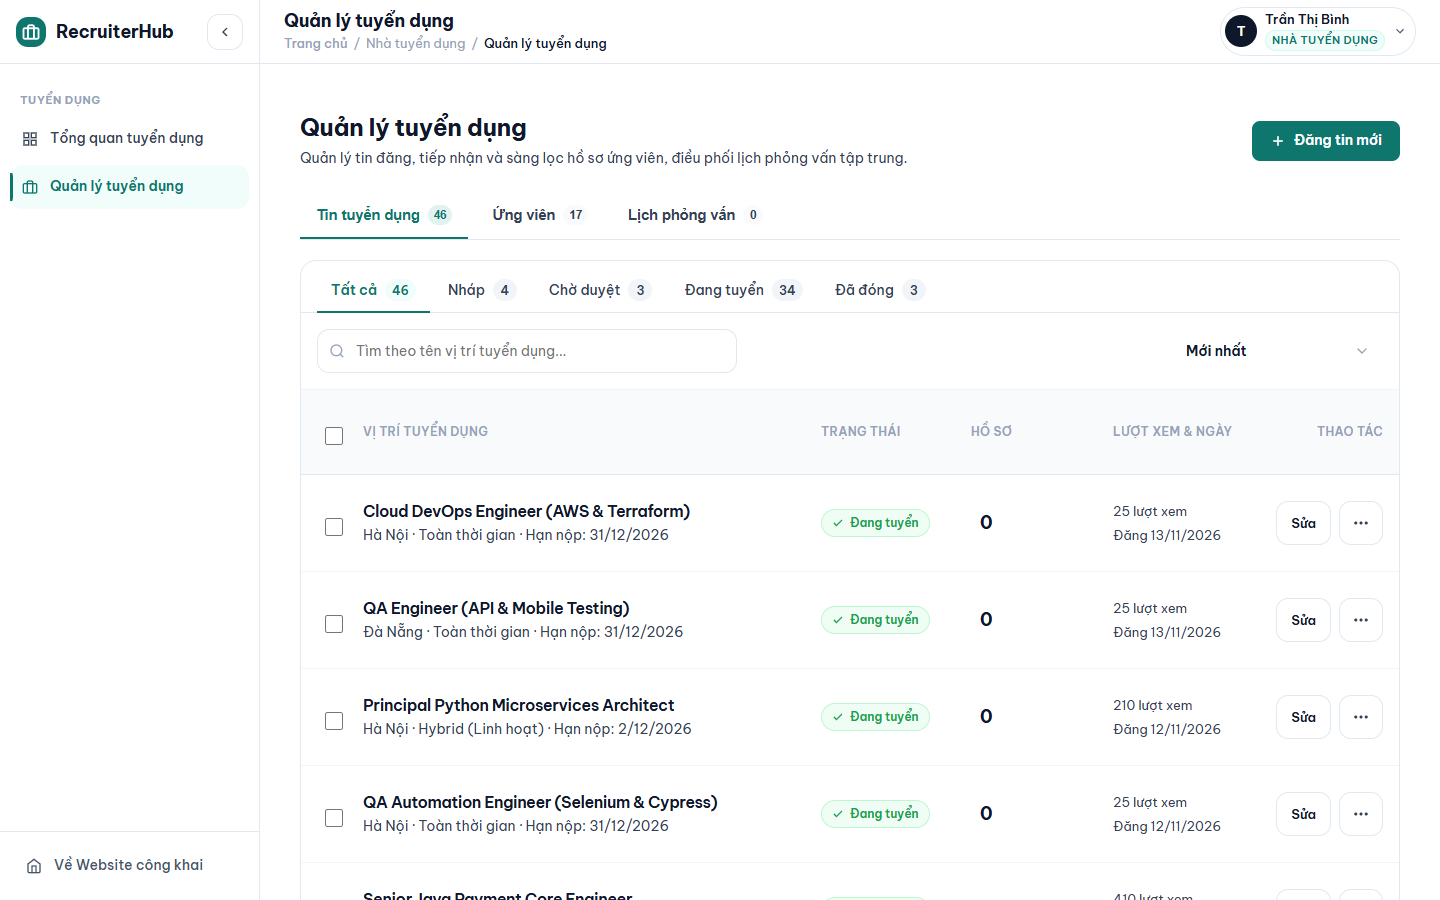 RecruiterHub
Quản lý tuyển dụng
Trang chủ / Nhà tuyển dụng / Quản lý tuyển dụng
T
Trần Thị Bình
NHÀ TUYỂN DỤNG
TUYỂN DỤNG
Tổng quan tuyển dụng
Quản lý tuyển dụng
Về Website công khai
Quản lý tuyển dụng
Quản lý tin đăng, tiếp nhận và sàng lọc hồ sơ ứng viên, điều phối lịch phỏng vấn tập trung.
Đăng tin mới
Tin tuyển dụng 46 Ứng viên 17 Lịch phỏng vấn 0
Tất cả 46 Nháp 4 Chờ duyệt 3 Đang tuyển 34 Đã đóng 3
Tìm theo tên vị trí tuyển dụng...
Mới nhất
VỊ TRÍ TUYỂN DỤNG TRẠNG THÁI HỒ SƠ LƯỢT XEM & NGÀY THAO TÁC
Cloud DevOps Engineer (AWS & Terraform)
Hà Nội · Toàn thời gian · Hạn nộp: 31/12/2026
Đang tuyển
0
25 lượt xem
Đăng 13/11/2026
Sửa
QA Engineer (API & Mobile Testing)
Đà Nẵng · Toàn thời gian · Hạn nộp: 31/12/2026
Đang tuyển
0
25 lượt xem
Đăng 13/11/2026
Sửa
Principal Python Microservices Architect
Hà Nội · Hybrid (Linh hoạt) · Hạn nộp: 2/12/2026
Đang tuyển
0
210 lượt xem
Đăng 12/11/2026
Sửa
QA Automation Engineer (Selenium & Cypress)
Hà Nội · Toàn thời gian · Hạn nộp: 31/12/2026
Đang tuyển
0
25 lượt xem
Đăng 12/11/2026
Sửa
Senior Java Payment Core Engineer
410 lượt xem